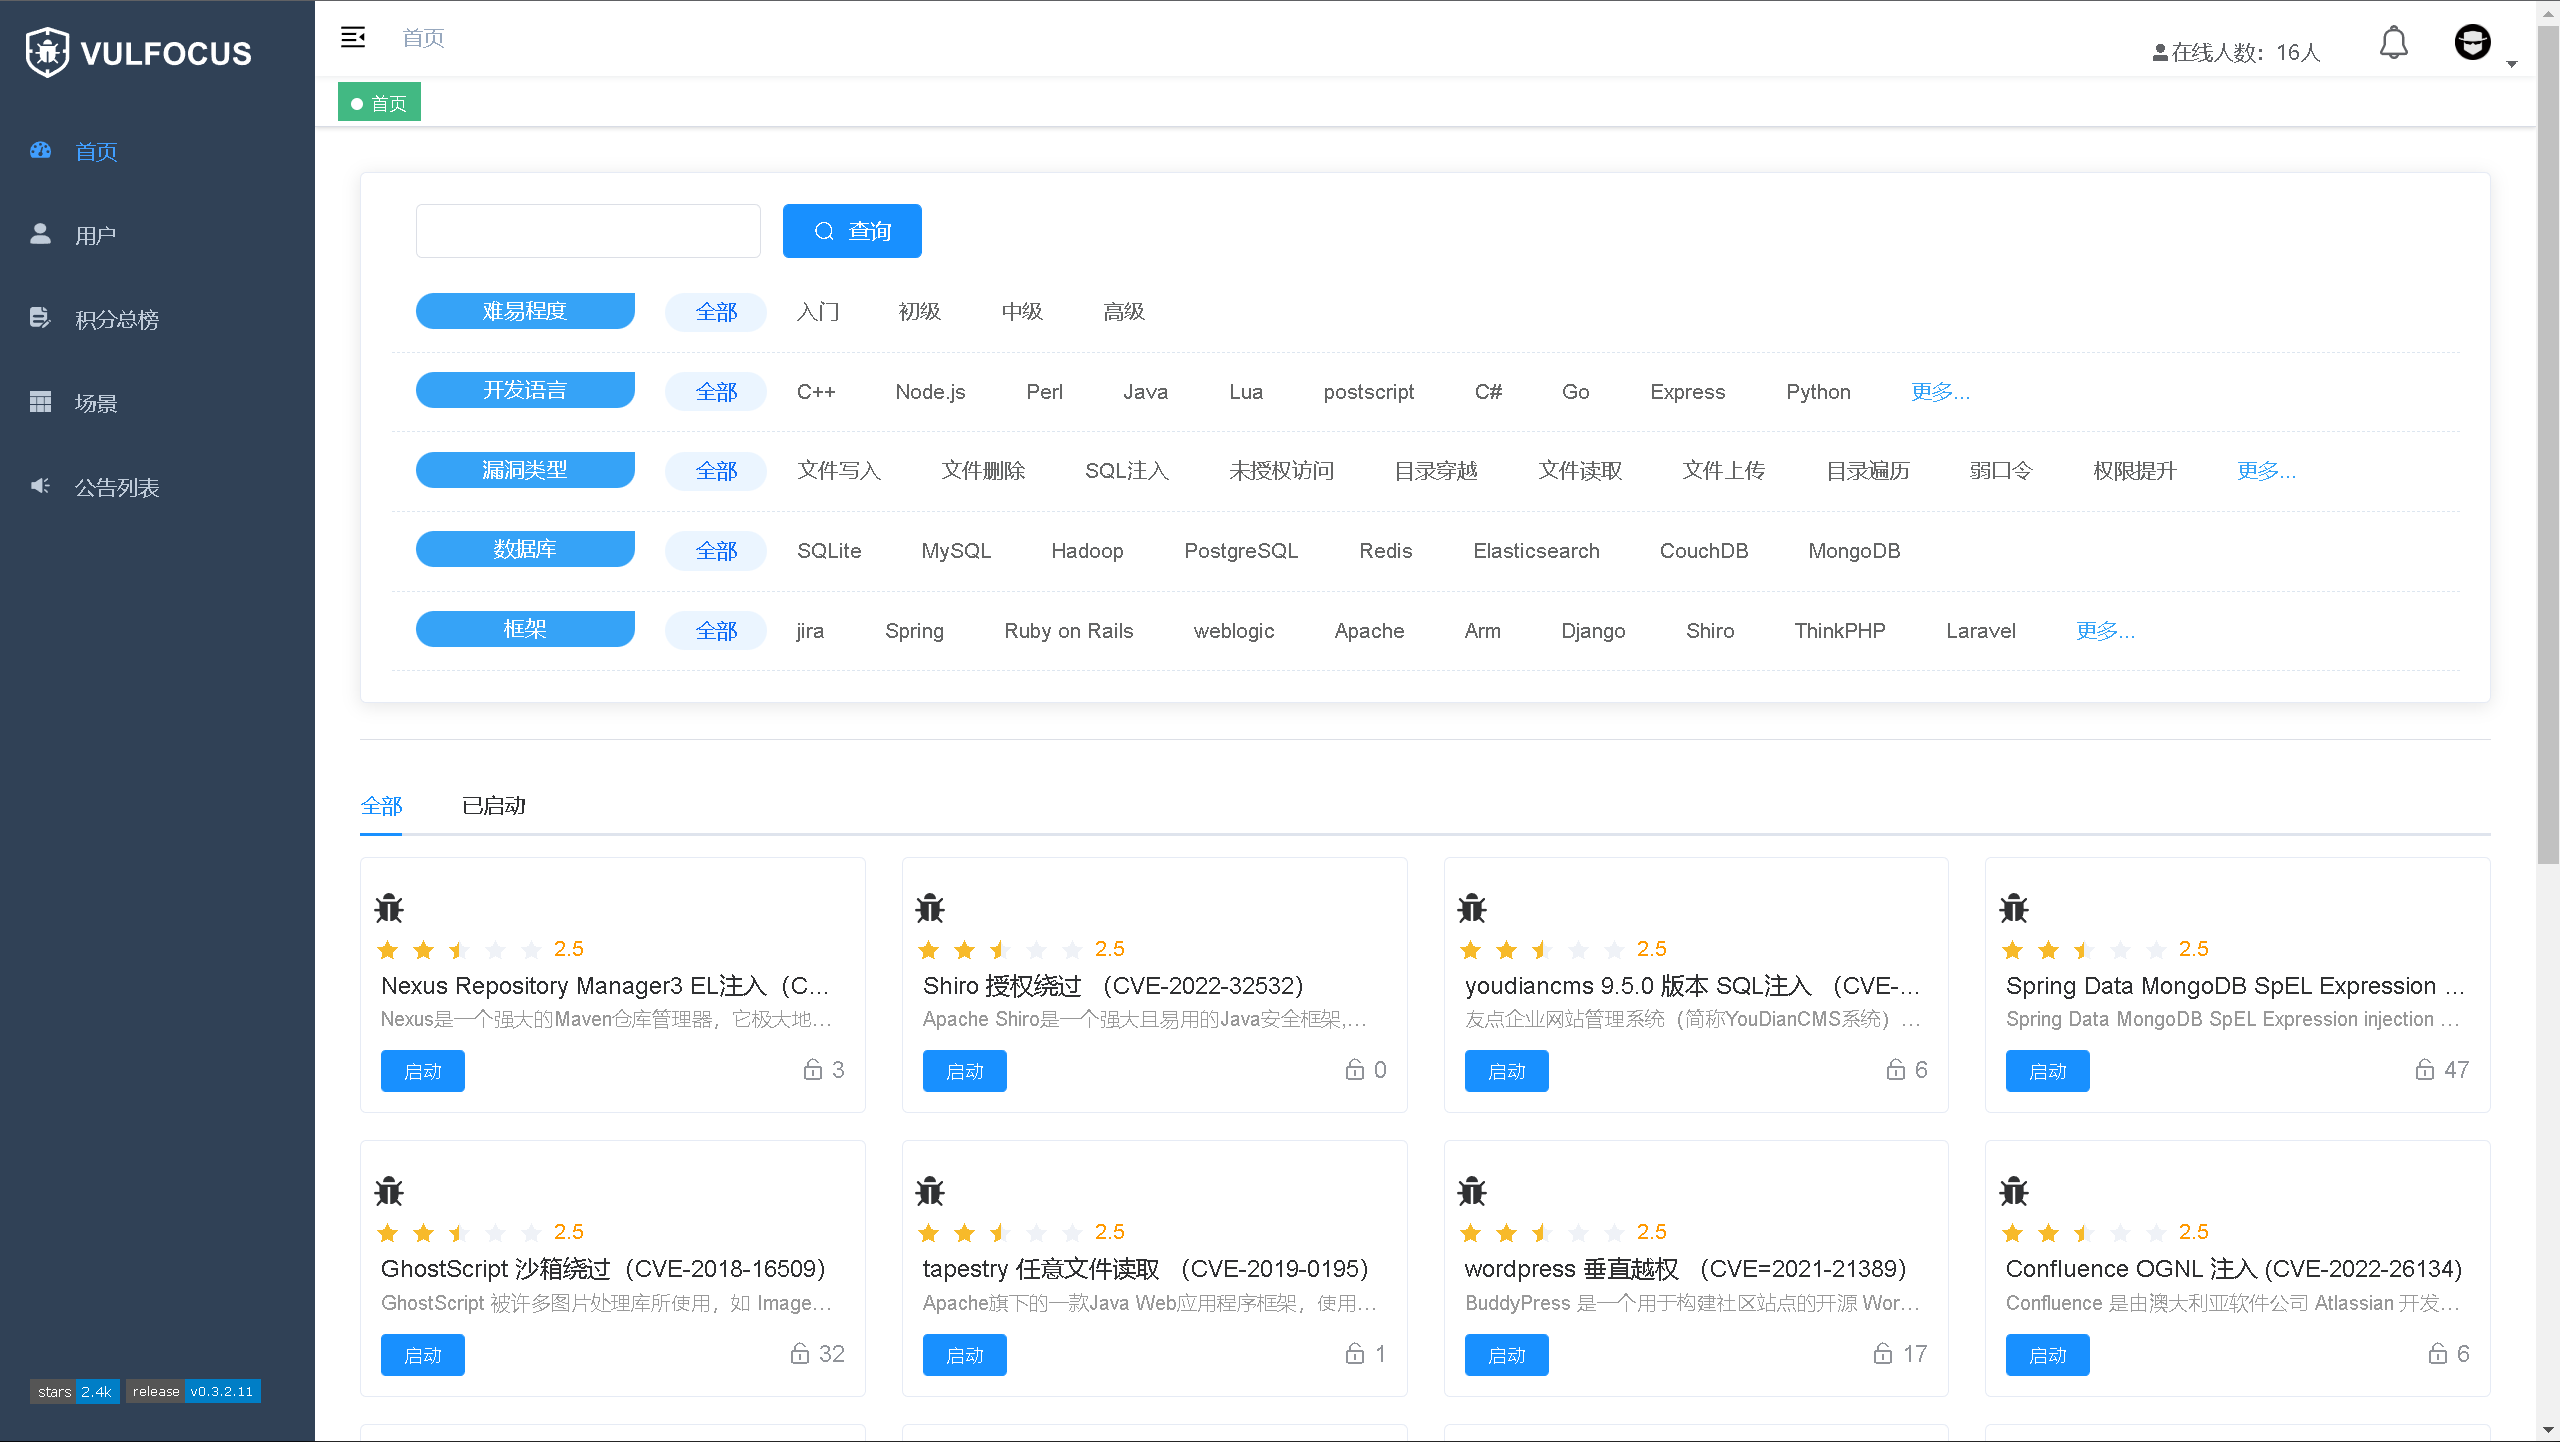 VULFOCUS
首页
用户
积分总榜
场景
公告列表
stars 2.4k release v0.3.2.11
首页
在线人数：16人
首页
查询
难易程度 全部 入门 初级 中级 高级
开发语言 全部 C++ Node.js Perl Java Lua postscript C# Go Express Python 更多...
漏洞类型 全部 文件写入 文件删除 SQL注入 未授权访问 目录穿越 文件读取 文件上传 目录遍历 弱口令 权限提升 更多...
数据库 全部 SQLite MySQL Hadoop PostgreSQL Redis Elasticsearch CouchDB MongoDB
框架 全部 jira Spring Ruby on Rails weblogic Apache Arm Django Shiro ThinkPHP Laravel 更多...
全部 已启动
2.5
Nexus Repository Manager3 EL注入（C...
Nexus是一个强大的Maven仓库管理器，它极大地...
启动 3
2.5
Shiro 授权绕过 （CVE-2022-32532）
Apache Shiro是一个强大且易用的Java安全框架,...
启动 0
2.5
youdiancms 9.5.0 版本 SQL注入 （CVE-...
友点企业网站管理系统（简称YouDianCMS系统）...
启动 6
2.5
Spring Data MongoDB SpEL Expression ...
Spring Data MongoDB SpEL Expression injection ...
启动 47
2.5
GhostScript 沙箱绕过（CVE-2018-16509）
GhostScript 被许多图片处理库所使用，如 Image...
启动 32
2.5
tapestry 任意文件读取 （CVE-2019-0195）
Apache旗下的一款Java Web应用程序框架，使用...
启动 1
2.5
wordpress 垂直越权 （CVE=2021-21389）
BuddyPress 是一个用于构建社区站点的开源 Wor...
启动 17
2.5
Confluence OGNL 注入 (CVE-2022-26134)
Confluence 是由澳大利亚软件公司 Atlassian 开发...
启动 6